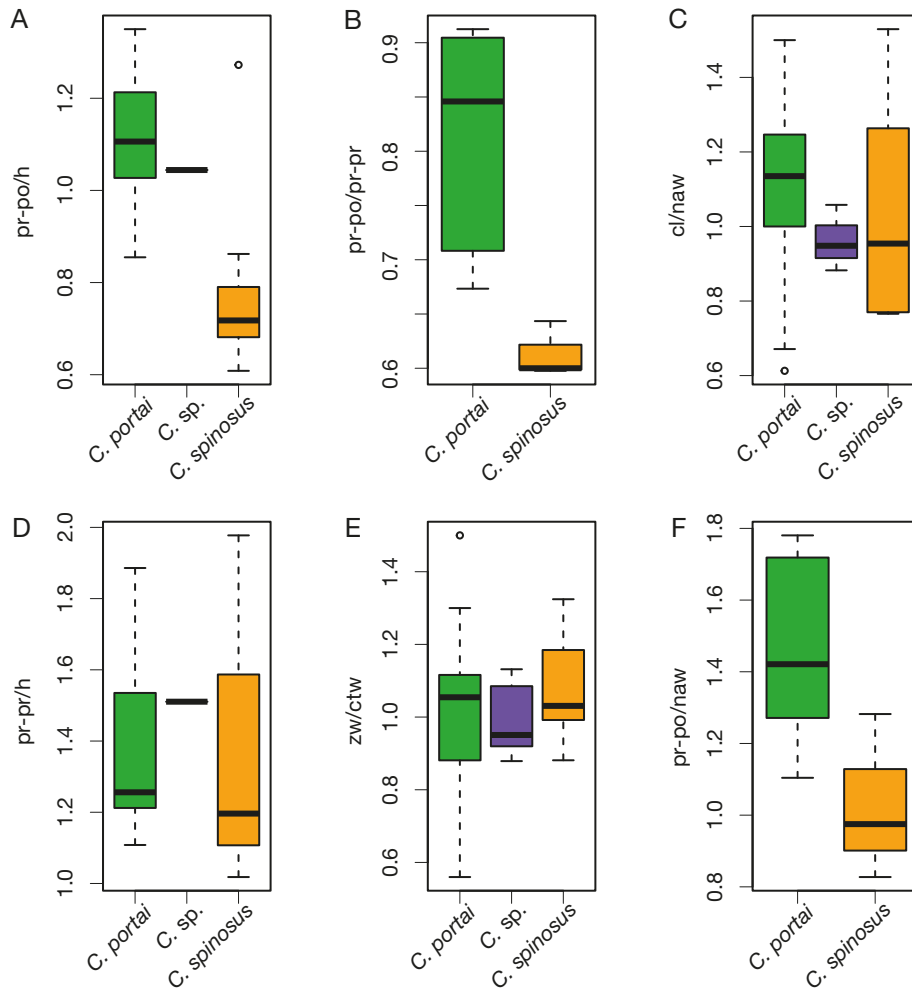 A
pr-po/h
1.2
1.0
0.8
0.6
C. portai
C. sp.
C. spinosus
B
pr-po/pr-pr
0.9
0.8
0.7
0.6
C. portai
C. spinosus
C
cl/naw
1.4
1.2
1.0
0.8
0.6
C. portai
C. sp.
C. spinosus
D
pr-pr/h
2.0
1.8
1.6
1.4
1.2
1.0
C. portai
C. sp.
C. spinosus
E
zw/ctw
1.4
1.2
1.0
0.8
0.6
C. portai
C. sp.
C. spinosus
F
pr-po/naw
1.8
1.6
1.4
1.2
1.0
0.8
C. portai
C. spinosus